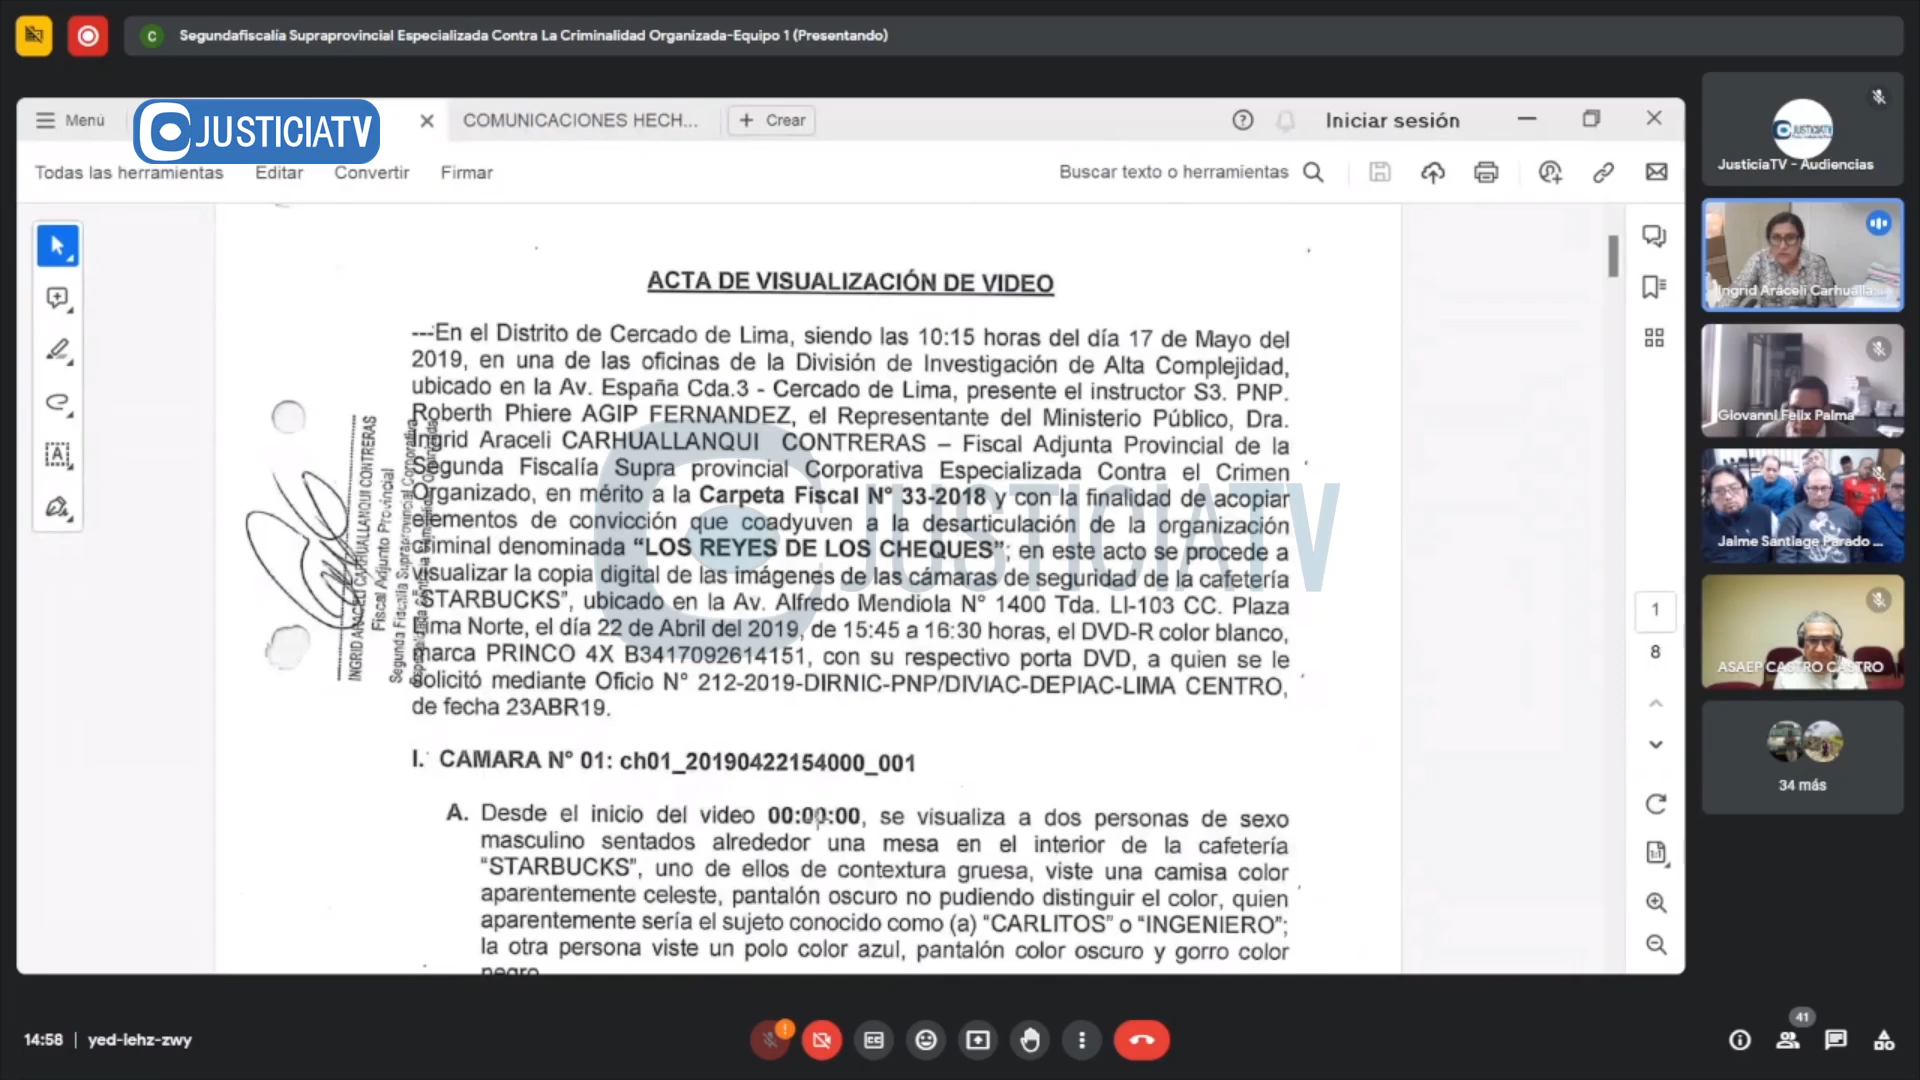 C Segundafiscalía Supraprovincial Especializada Contra La Criminalidad Organizada-Equipo 1 (Presentando)
Menú
JUSTICIATV
COMUNICACIONES HECH...
+ Crear
Iniciar sesión
Todas las herramientas
Editar
Convertir
Firmar
Buscar texto o herramientas
ACTA DE VISUALIZACIÓN DE VIDEO
---En el Distrito de Cercado de Lima, siendo las 10:15 horas del día 17 de Mayo del
2019, en una de las oficinas de la División de Investigación de Alta Complejidad,
ubicado en la Av. España Cda.3 - Cercado de Lima, presente el instructor S3. PNP.
Roberth Phiere AGIP FERNANDEZ, el Representante del Ministerio Público, Dra.
Ingrid Araceli CARHUALLANQUI CONTRERAS – Fiscal Adjunta Provincial de la
Segunda Fiscalía Supra provincial Corporativa Especializada Contra el Crimen
Organizado, en mérito a la Carpeta Fiscal N° 33-2018 y con la finalidad de acopiar
elementos de convicción que coadyuven a la desarticulación de la organización
criminal denominada “LOS REYES DE LOS CHEQUES”; en este acto se procede a
visualizar la copia digital de las imágenes de las cámaras de seguridad de la cafetería
“STARBUCKS”, ubicado en la Av. Alfredo Mendiola N° 1400 Tda. LI-103 CC. Plaza
Lima Norte, el día 22 de Abril del 2019, de 15:45 a 16:30 horas, el DVD-R color blanco,
marca PRINCO 4X B3417092614151, con su respectivo porta DVD, a quien se le
solicitó mediante Oficio N° 212-2019-DIRNIC-PNP/DIVIAC-DEPIAC-LIMA CENTRO,
de fecha 23ABR19.
I. CAMARA N° 01: ch01_20190422154000_001
A. Desde el inicio del video 00:00:00, se visualiza a dos personas de sexo
masculino sentados alrededor una mesa en el interior de la cafetería
“STARBUCKS”, uno de ellos de contextura gruesa, viste una camisa color
aparentemente celeste, pantalón oscuro no pudiendo distinguir el color, quien
aparentemente sería el sujeto conocido como (a) “CARLITOS” o “INGENIERO”;
la otra persona viste un polo color azul, pantalón color oscuro y gorro color
negro
INGRID ARACELI CARHUALLANQUI CONTRERAS
Fiscal Adjunto Provincial
Segunda Fiscalía Supraprovincial Corporativa
JUSTICIATV
1
8
JUSTICIATV
JusticiaTV - Audiencias
Ingrid Aráceli Carhualla...
Giovanni Felix Palma
Jaime Santiage Parado ...
ASAEP CASTRO CASTRO
34 más
14:58 | yed-lehz-zwy
41